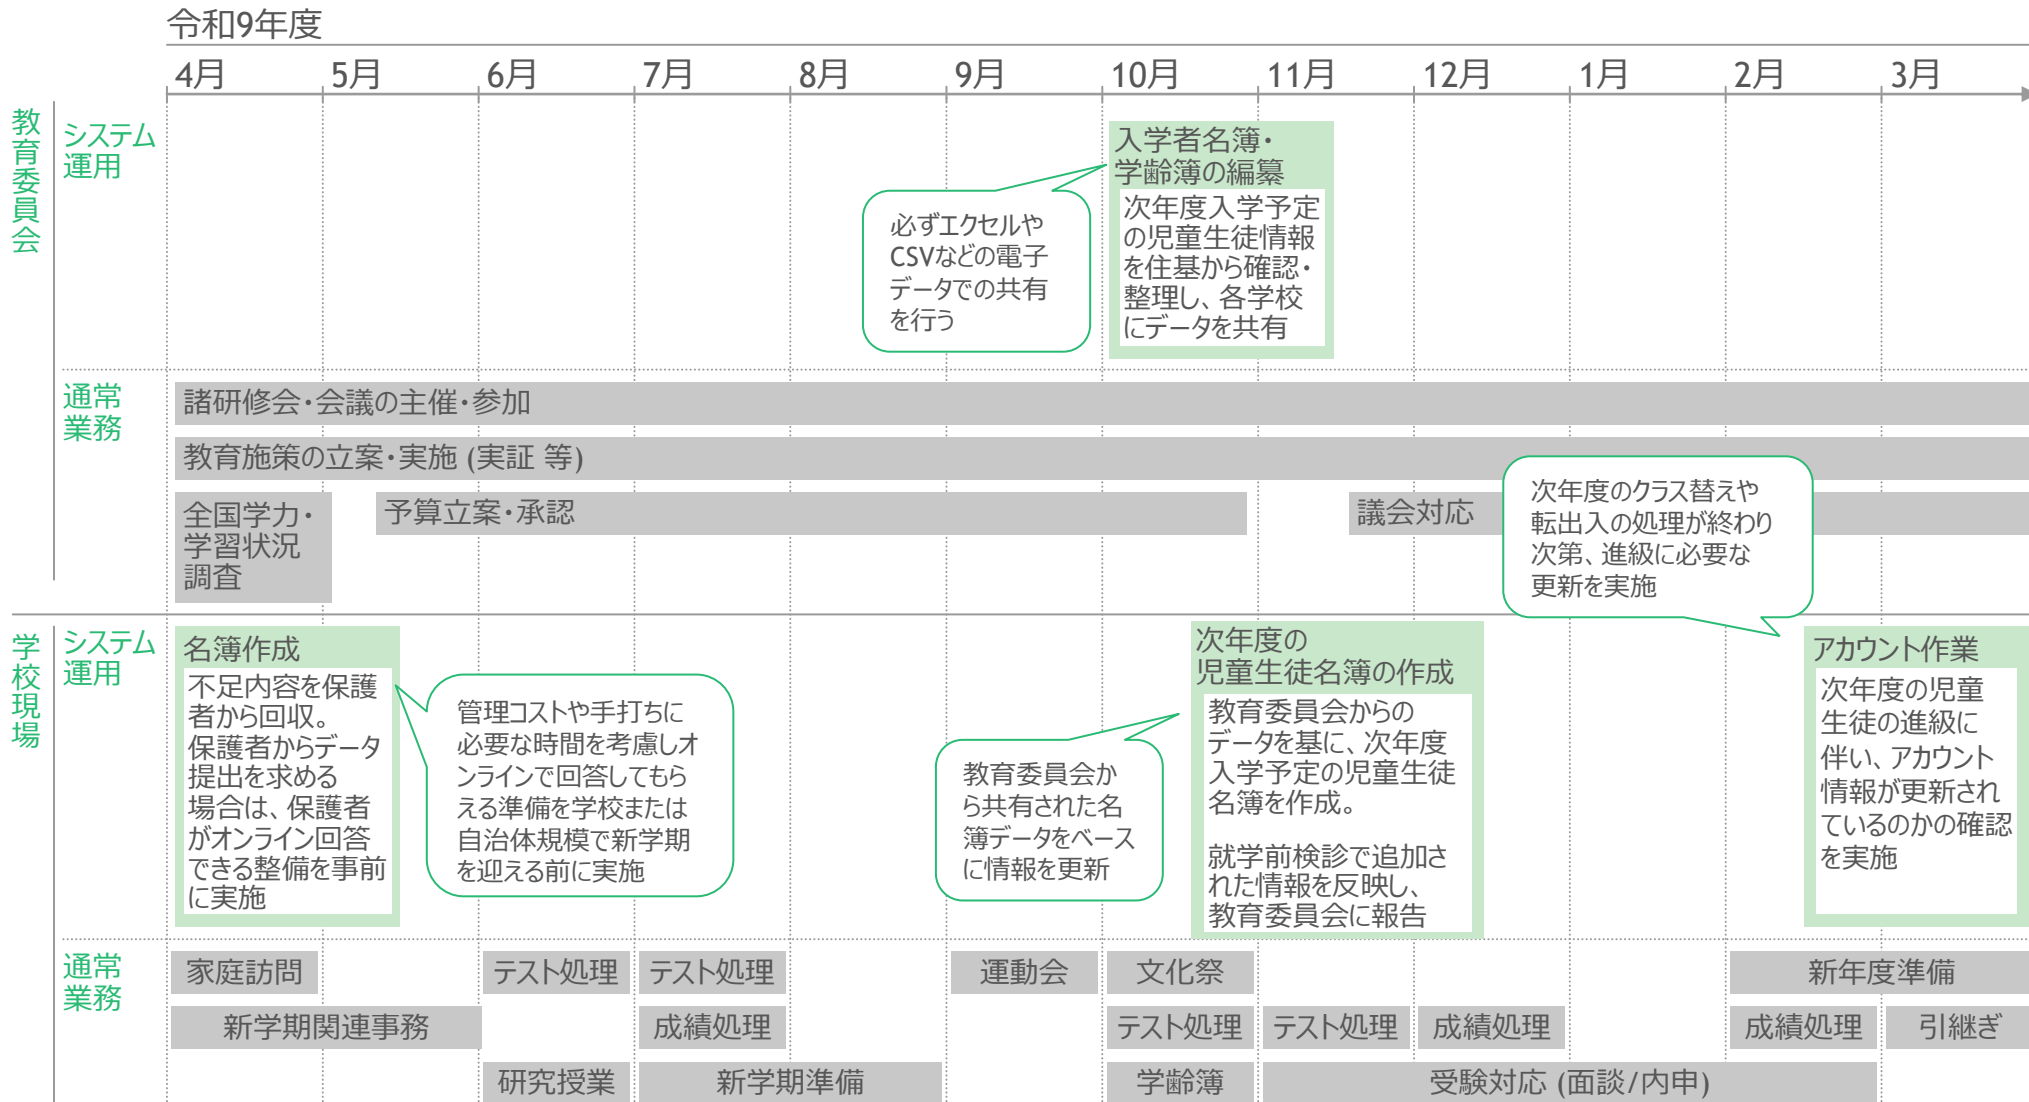 令和9年度
4月
5月
6月
7月
8月
9月
10月
11月
12月
1月
2月
3月
教育委員会
システム
運用
入学者名簿・
学齢簿の編纂
次年度入学予定
の児童生徒情報
を住基から確認・
整理し、各学校
にデータを共有
必ずエクセルや
CSVなどの電子
データでの共有
を行う
通常
業務
諸研修会・会議の主催・参加
教育施策の立案・実施 (実証 等)
全国学力・
学習状況
調査
予算立案・承認
議会対応
次年度のクラス替えや
転出入の処理が終わり
次第、進級に必要な
更新を実施
学校現場
システム
運用
名簿作成
不足内容を保護
者から回収。
保護者からデータ
提出を求める
場合は、保護者
がオンライン回答
できる整備を事前
に実施
管理コストや手打ちに
必要な時間を考慮しオ
ンラインで回答してもら
える準備を学校または
自治体規模で新学期
を迎える前に実施
教育委員会か
ら共有された名
簿データをベース
に情報を更新
次年度の
児童生徒名簿の作成
教育委員会からの
データを基に、次年度
入学予定の児童生徒
名簿を作成。
就学前検診で追加さ
れた情報を反映し、
教育委員会に報告
アカウント作業
次年度の児童
生徒の進級に
伴い、アカウント
情報が更新され
ているのかの確認
を実施
通常
業務
家庭訪問
テスト処理
テスト処理
運動会
文化祭
新年度準備
新学期関連事務
成績処理
テスト処理
テスト処理
成績処理
成績処理
引継ぎ
研究授業
新学期準備
学齢簿
受験対応 (面談/内申)